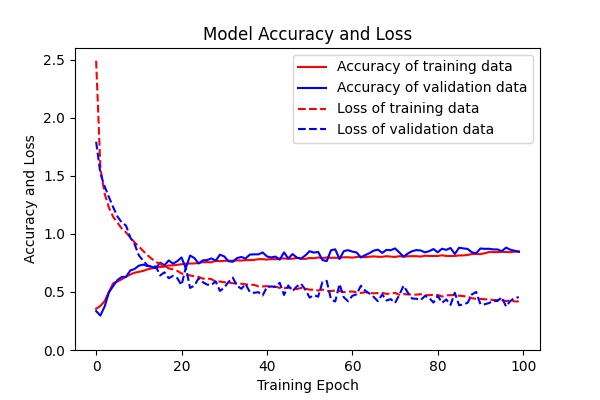 Model Accuracy and Loss
Accuracy of training data
Accuracy of validation data
Loss of training data
Loss of validation data
Accuracy and Loss
2.5
2.0
1.5
1.0
0.5
0.0
0 20 40 60 80 100
Training Epoch